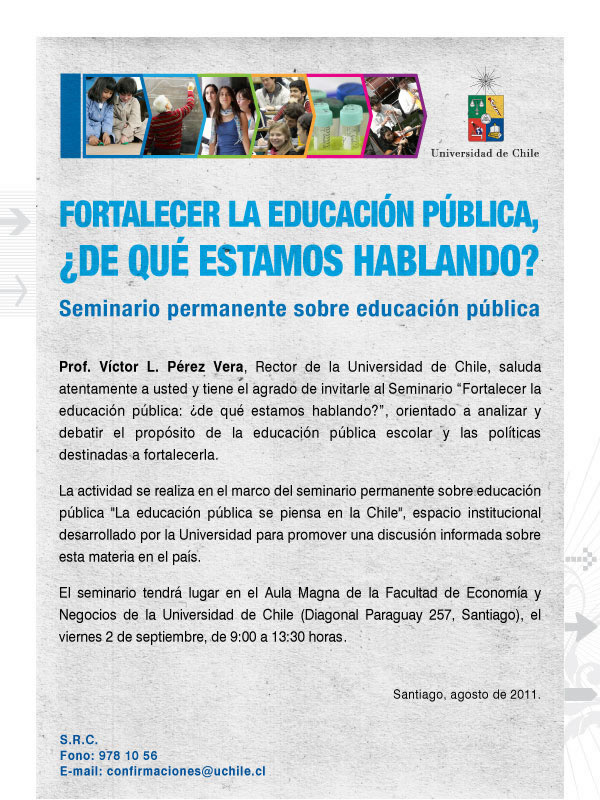 Universidad de Chile
FORTALECER LA EDUCACIÓN PÚBLICA,
¿DE QUÉ ESTAMOS HABLANDO?
Seminario permanente sobre educación pública
Prof. Víctor L. Pérez Vera, Rector de la Universidad de Chile, saluda
atentamente a usted y tiene el agrado de invitarle al Seminario “Fortalecer la
educación pública: ¿de qué estamos hablando?”, orientado a analizar y
debatir el propósito de la educación pública escolar y las políticas
destinadas a fortalecerla.
La actividad se realiza en el marco del seminario permanente sobre educación
pública "La educación pública se piensa en la Chile", espacio institucional
desarrollado por la Universidad para promover una discusión informada sobre
esta materia en el país.
El seminario tendrá lugar en el Aula Magna de la Facultad de Economía y
Negocios de la Universidad de Chile (Diagonal Paraguay 257, Santiago), el
viernes 2 de septiembre, de 9:00 a 13:30 horas.
Santiago, agosto de 2011.
S.R.C.
Fono: 978 10 56
E-mail: confirmaciones@uchile.cl